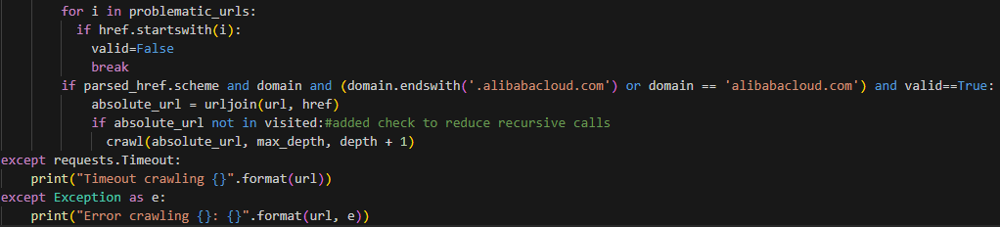 for i in problematic_urls:
if href.startswith(i):
valid=False
break
if parsed_href.scheme and domain and (domain.endswith('.alibabacloud.com') or domain == 'alibabacloud.com') and valid==True:
absolute_url = urljoin(url, href)
if absolute_url not in visited:#added check to reduce recursive calls
crawl(absolute_url, max_depth, depth + 1)
except requests.Timeout:
print("Timeout crawling {}".format(url))
except Exception as e:
print("Error crawling {}: {}".format(url, e))